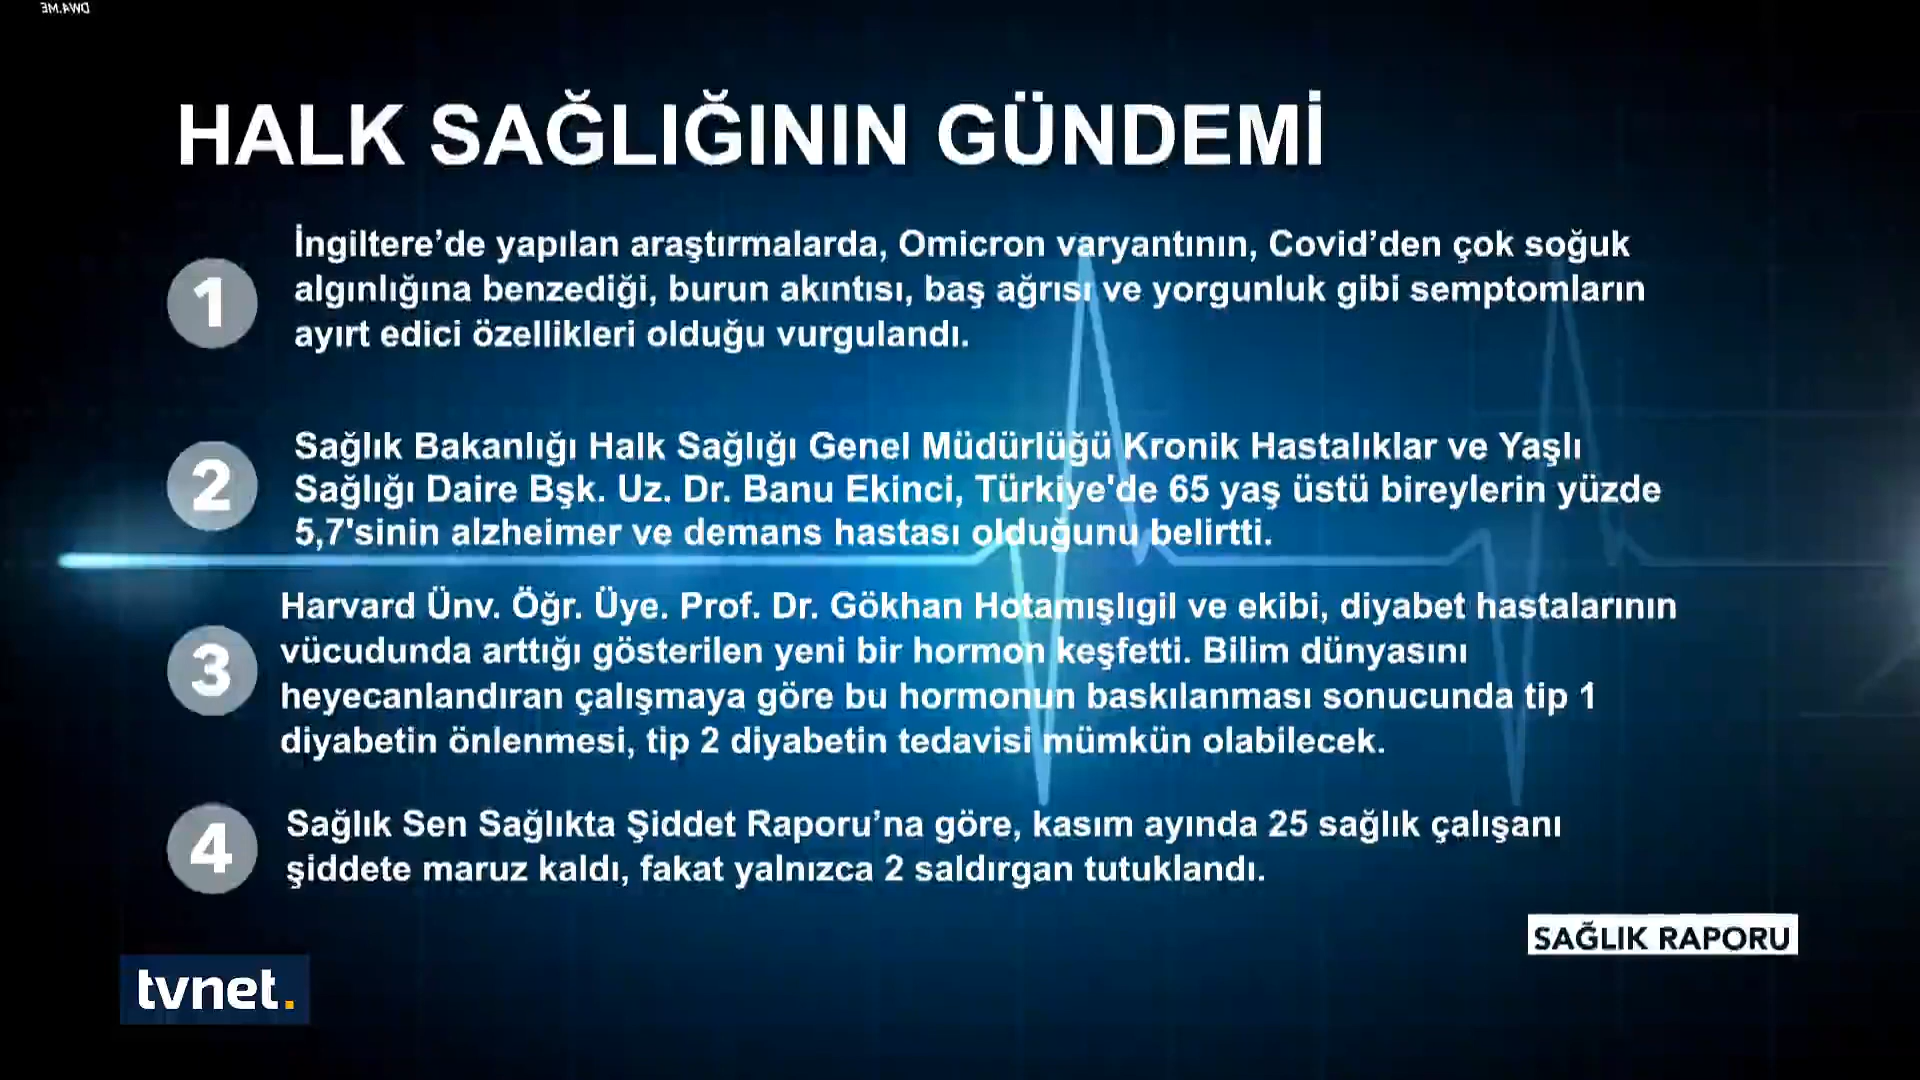 DW4.ME
HALK SAĞLIĞININ GÜNDEMİ
1
İngiltere’de yapılan araştırmalarda, Omicron varyantının, Covid’den çok soğuk
algınlığına benzediği, burun akıntısı, baş ağrısı ve yorgunluk gibi semptomların
ayırt edici özellikleri olduğu vurgulandı.
2
Sağlık Bakanlığı Halk Sağlığı Genel Müdürlüğü Kronik Hastalıklar ve Yaşlı
Sağlığı Daire Bşk. Uz. Dr. Banu Ekinci, Türkiye'de 65 yaş üstü bireylerin yüzde
5,7'sinin alzheimer ve demans hastası olduğunu belirtti.
3
Harvard Ünv. Öğr. Üye. Prof. Dr. Gökhan Hotamışlıgil ve ekibi, diyabet hastalarının
vücudunda arttığı gösterilen yeni bir hormon keşfetti. Bilim dünyasını
heyecanlandıran çalışmaya göre bu hormonun baskılanması sonucunda tip 1
diyabetin önlenmesi, tip 2 diyabetin tedavisi mümkün olabilecek.
4
Sağlık Sen Sağlıkta Şiddet Raporu’na göre, kasım ayında 25 sağlık çalışanı
şiddete maruz kaldı, fakat yalnızca 2 saldırgan tutuklandı.
SAĞLIK RAPORU
tvnet.